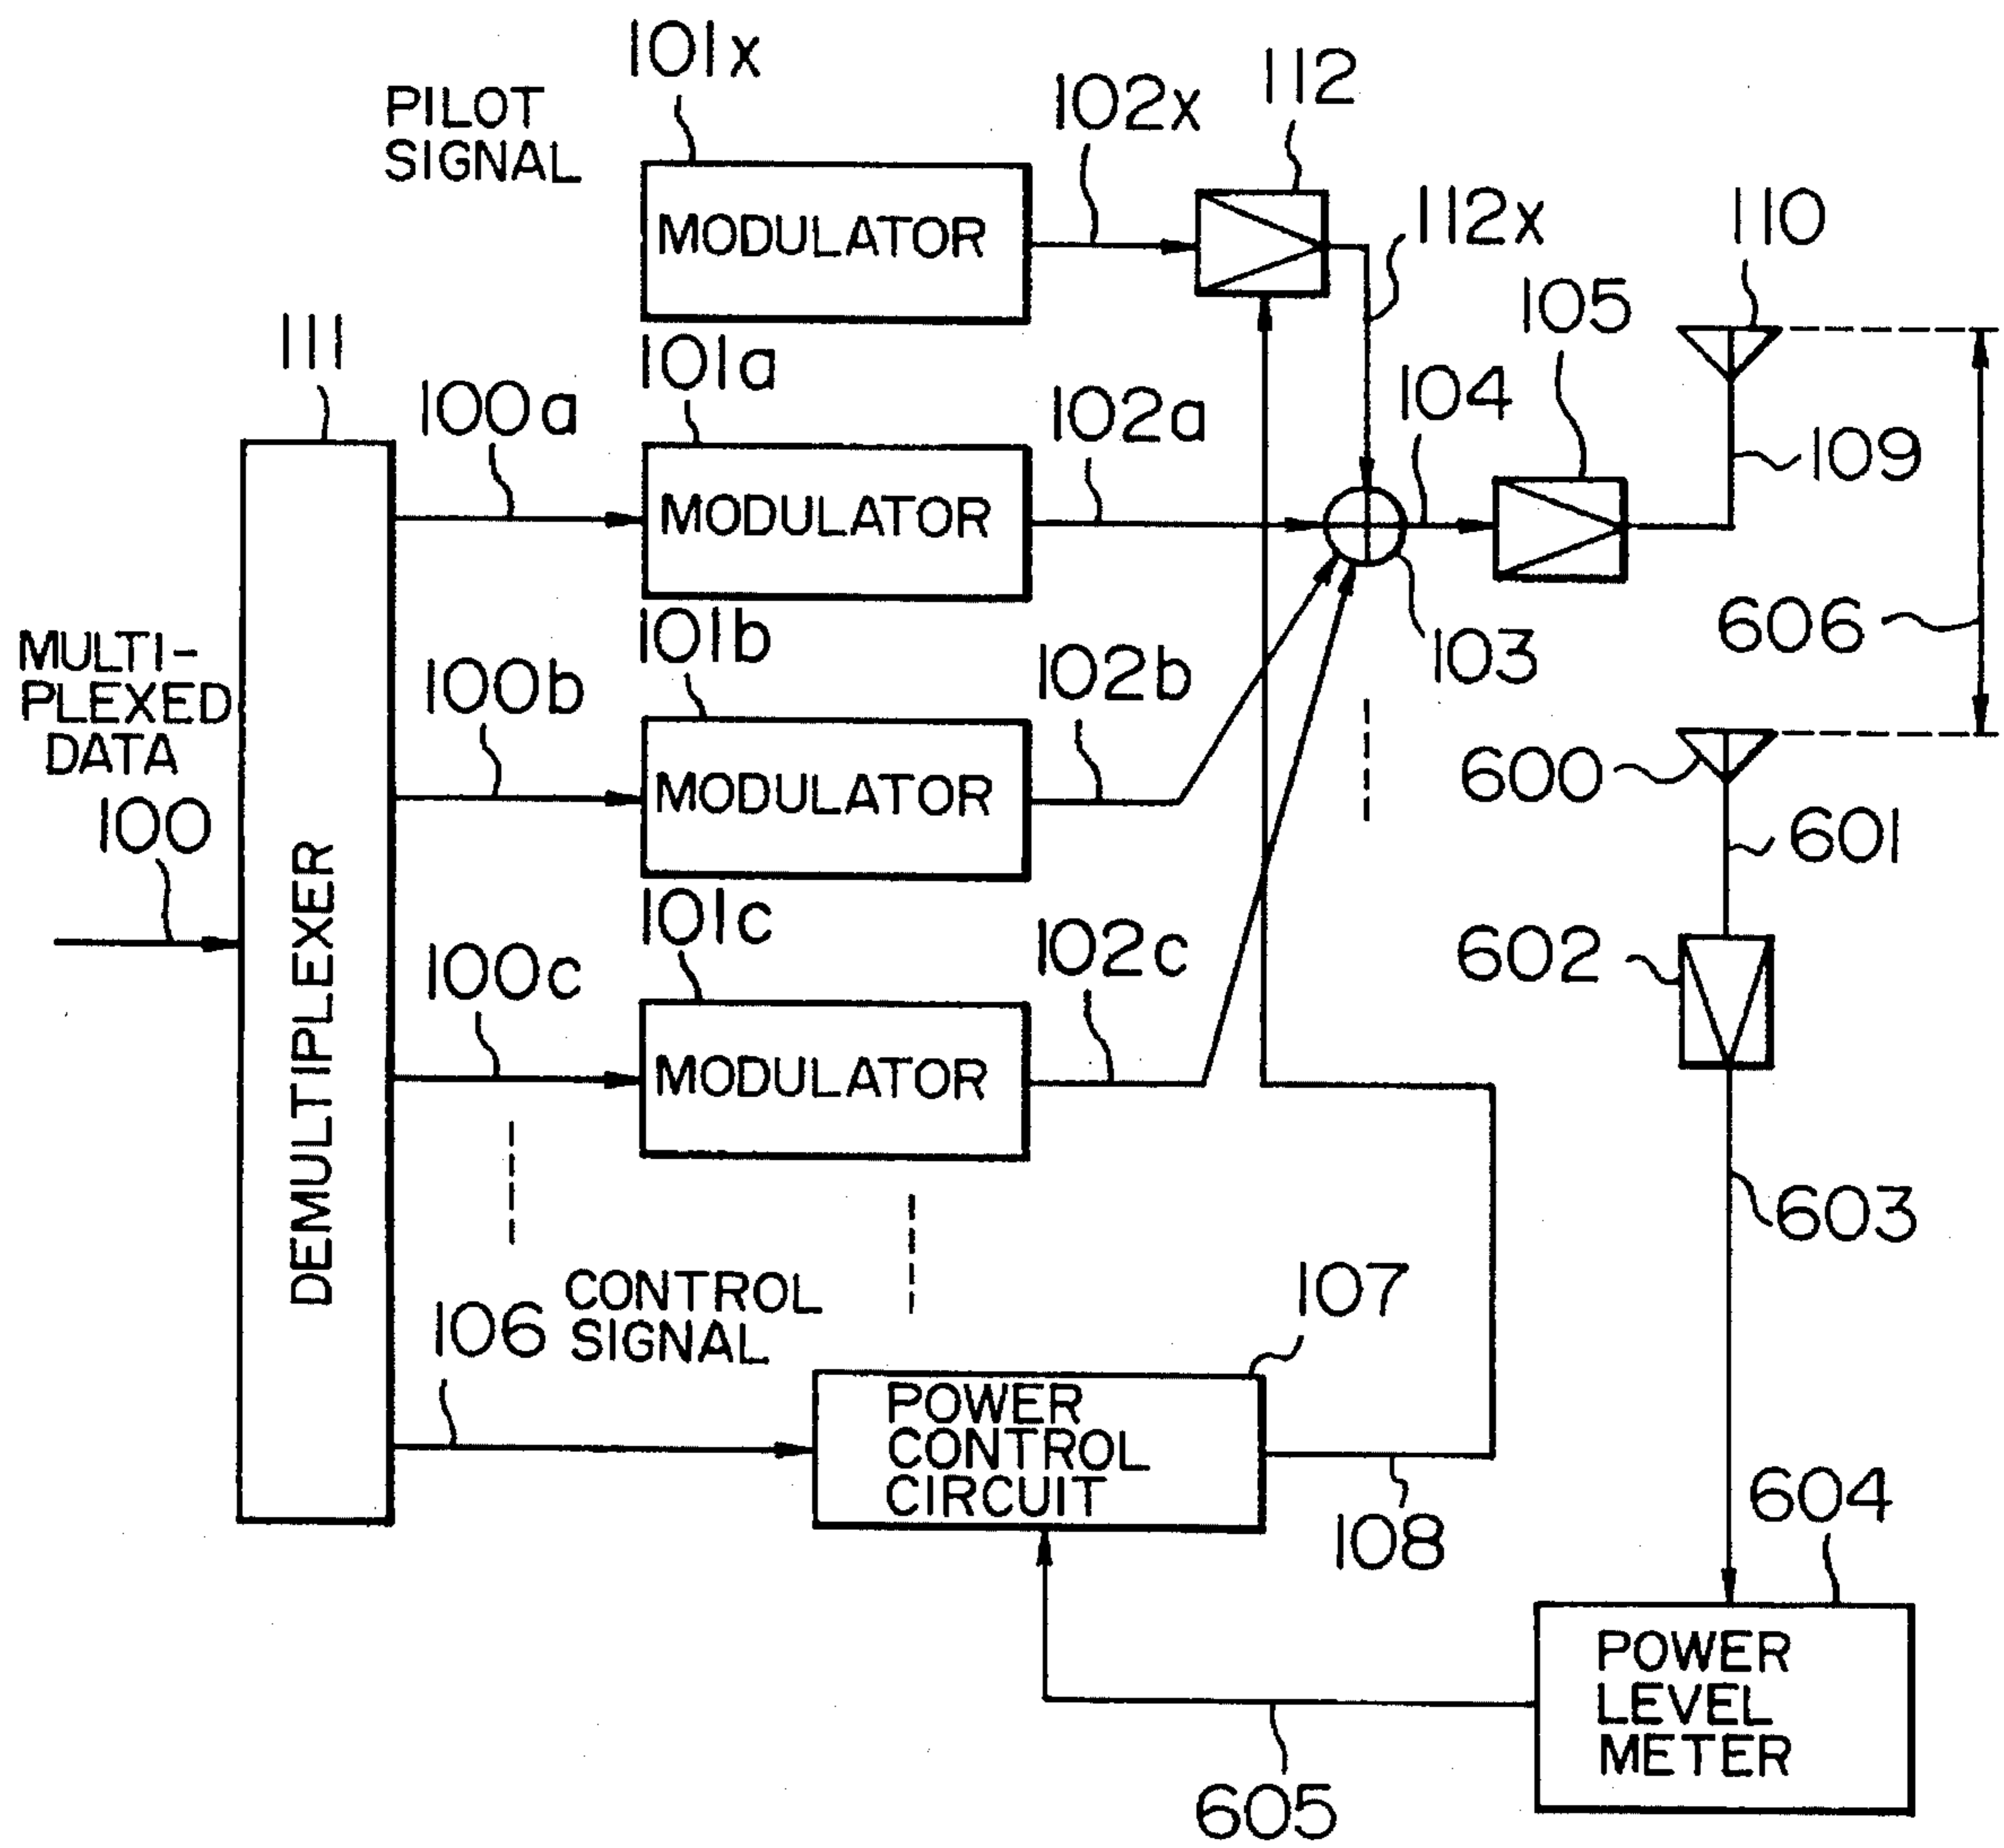 101x
PILOT
SIGNAL
102x
112
MODULATOR
112x
110
111
101a
105
100a
102a
104
109
MODULATOR
101b
103
606
MULTI-
PLEXED
DATA
100b
102b
600
MODULATOR
100
601
101c
100c
102c
602
DEMULTIPLEXER
MODULATOR
603
106
CONTROL
SIGNAL
107
POWER
CONTROL
CIRCUIT
108
604
POWER
LEVEL
METER
605